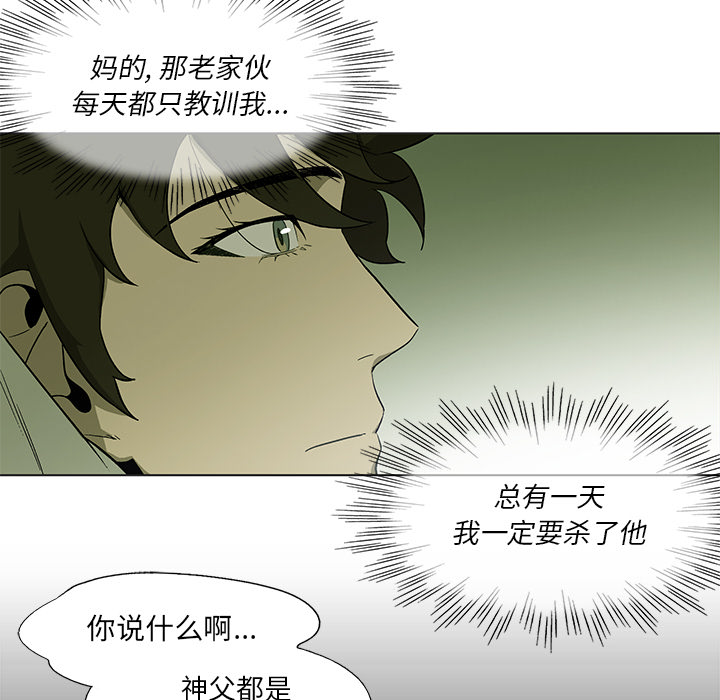 妈的, 那老家伙
每天都只教训我...
总有一天
我一定要杀了他
你说什么啊...
神父都是